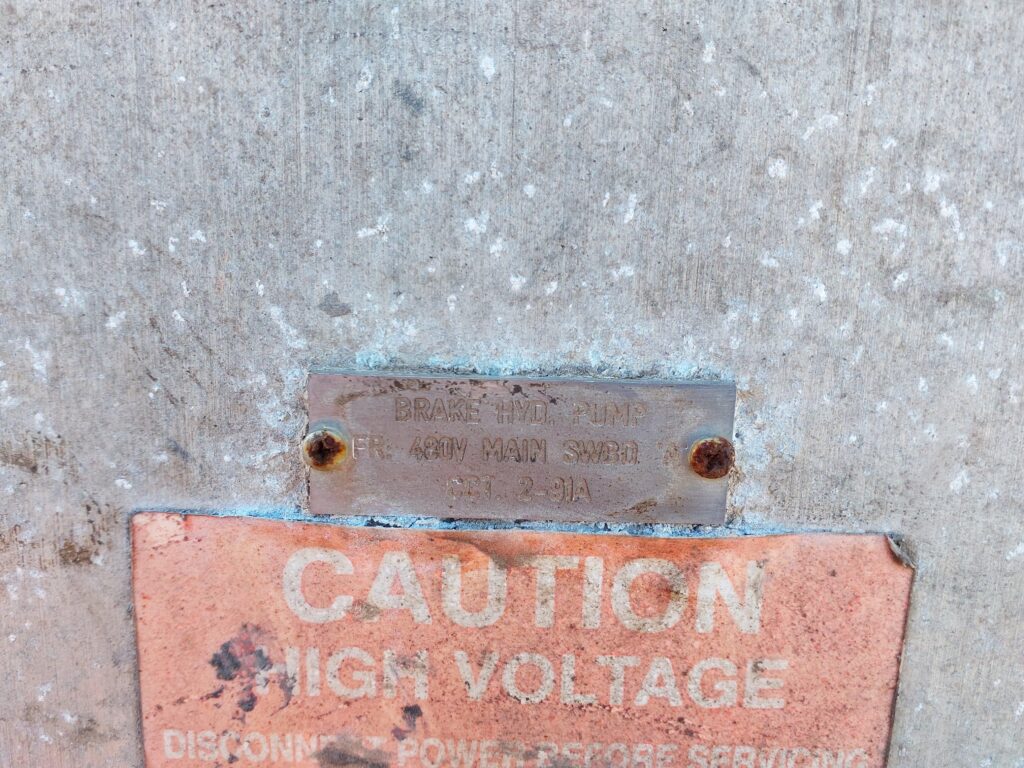 BRAKE HYD. PUMP
FR: 480V MAIN SWBD.
CCT. 2-91A
CAUTION
HIGH VOLTAGE
DISCONNECT POWER BEFORE SERVICING